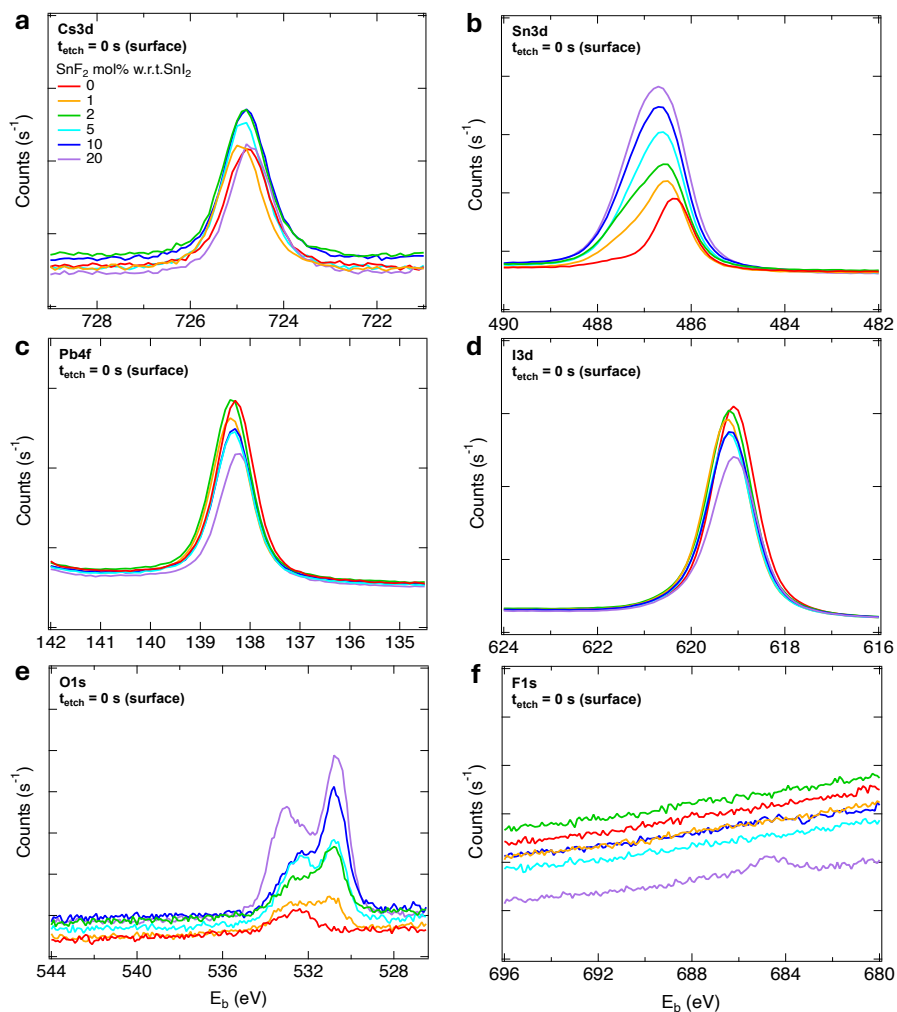 a
Cs3d
t_etch = 0 s (surface)
SnF₂ mol% w.r.t.SnI₂
0
1
2
5
10
20
Counts (s⁻¹)
728 726 724 722
b
Sn3d
t_etch = 0 s (surface)
Counts (s⁻¹)
490 488 486 484 482
c
Pb4f
t_etch = 0 s (surface)
Counts (s⁻¹)
142 140 139 138 137 136 135
d
I3d
t_etch = 0 s (surface)
Counts (s⁻¹)
624 622 620 618 616
e
O1s
t_etch = 0 s (surface)
Counts (s⁻¹)
544 540 536 532 528
E_b (eV)
f
F1s
t_etch = 0 s (surface)
Counts (s⁻¹)
696 692 688 684 680
E_b (eV)